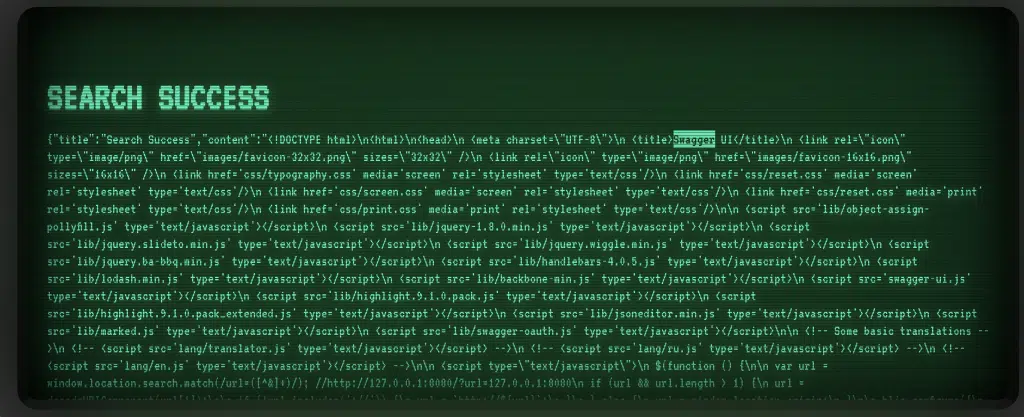 SEARCH SUCCESS
{"title":"Search Success","content":"<!DOCTYPE html>\n<html>\n<head>\n <meta charset=\"UTF-8\">\n <title>Swagger UI</title>\n <link rel=\"icon\"
type=\"image/png\" href=\"images/favicon-32x32.png\" sizes=\"32x32\" />\n <link rel=\"icon\" type=\"image/png\" href=\"images/favicon-16x16.png\"
sizes=\"16x16\" />\n <link href='css/typography.css' media='screen' rel='stylesheet' type='text/css'/>\n <link href='css/reset.css' media='screen'
rel='stylesheet' type='text/css'/>\n <link href='css/screen.css' media='screen' rel='stylesheet' type='text/css'/>\n <link href='css/reset.css' media='print'
rel='stylesheet' type='text/css'/>\n <link href='css/print.css' media='print' rel='stylesheet' type='text/css'/>\n\n <script src='lib/object-assign-
pollyfill.js' type='text/javascript'></script>\n <script src='lib/jquery-1.8.0.min.js' type='text/javascript'></script>\n <script
src='lib/jquery.slideto.min.js' type='text/javascript'></script>\n <script src='lib/jquery.wiggle.min.js' type='text/javascript'></script>\n <script
src='lib/jquery.ba-bbq.min.js' type='text/javascript'></script>\n <script src='lib/handlebars-4.0.5.js' type='text/javascript'></script>\n <script
src='lib/lodash.min.js' type='text/javascript'></script>\n <script src='lib/backbone-min.js' type='text/javascript'></script>\n <script src='swagger-ui.js'
type='text/javascript'></script>\n <script src='lib/highlight.9.1.0.pack.js' type='text/javascript'></script>\n <script
src='lib/highlight.9.1.0.pack_extended.js' type='text/javascript'></script>\n <script src='lib/jsoneditor.min.js' type='text/javascript'></script>\n <script
src='lib/marked.js' type='text/javascript'></script>\n <script src='lib/swagger-oauth.js' type='text/javascript'></script>\n\n <!-- Some basic translations --
>\n <!-- <script src='lang/translator.js' type='text/javascript'></script> -->\n <!-- <script src='lang/ru.js' type='text/javascript'></script> -->\n <!--
<script src='lang/en.js' type='text/javascript'></script> -->\n\n <script type=\"text/javascript\">\n $(function () {\n\n var url =
window.location.search.match(/url=([^&]+)/); //http://127.0.0.1:8080/?url=127.0.0.1:8080\n if (url && url.length > 1) {\n url =